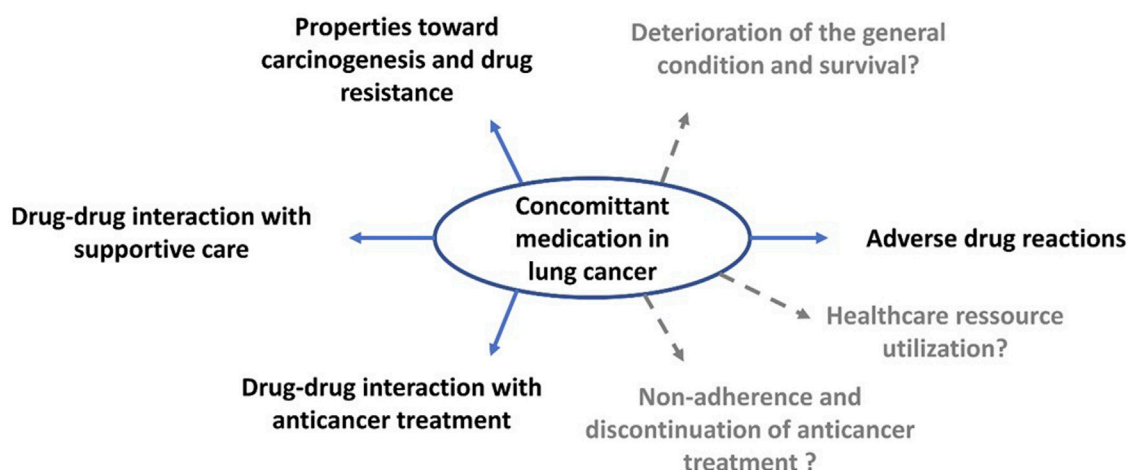 Properties toward
carcinogenesis and drug
resistance
Deterioration of the general
condition and survival?
Drug-drug interaction with
supportive care
Concomittant
medication in
lung cancer
Adverse drug reactions
Healthcare ressource
utilization?
Drug-drug interaction with
anticancer treatment
Non-adherence and
discontinuation of anticancer
treatment ?